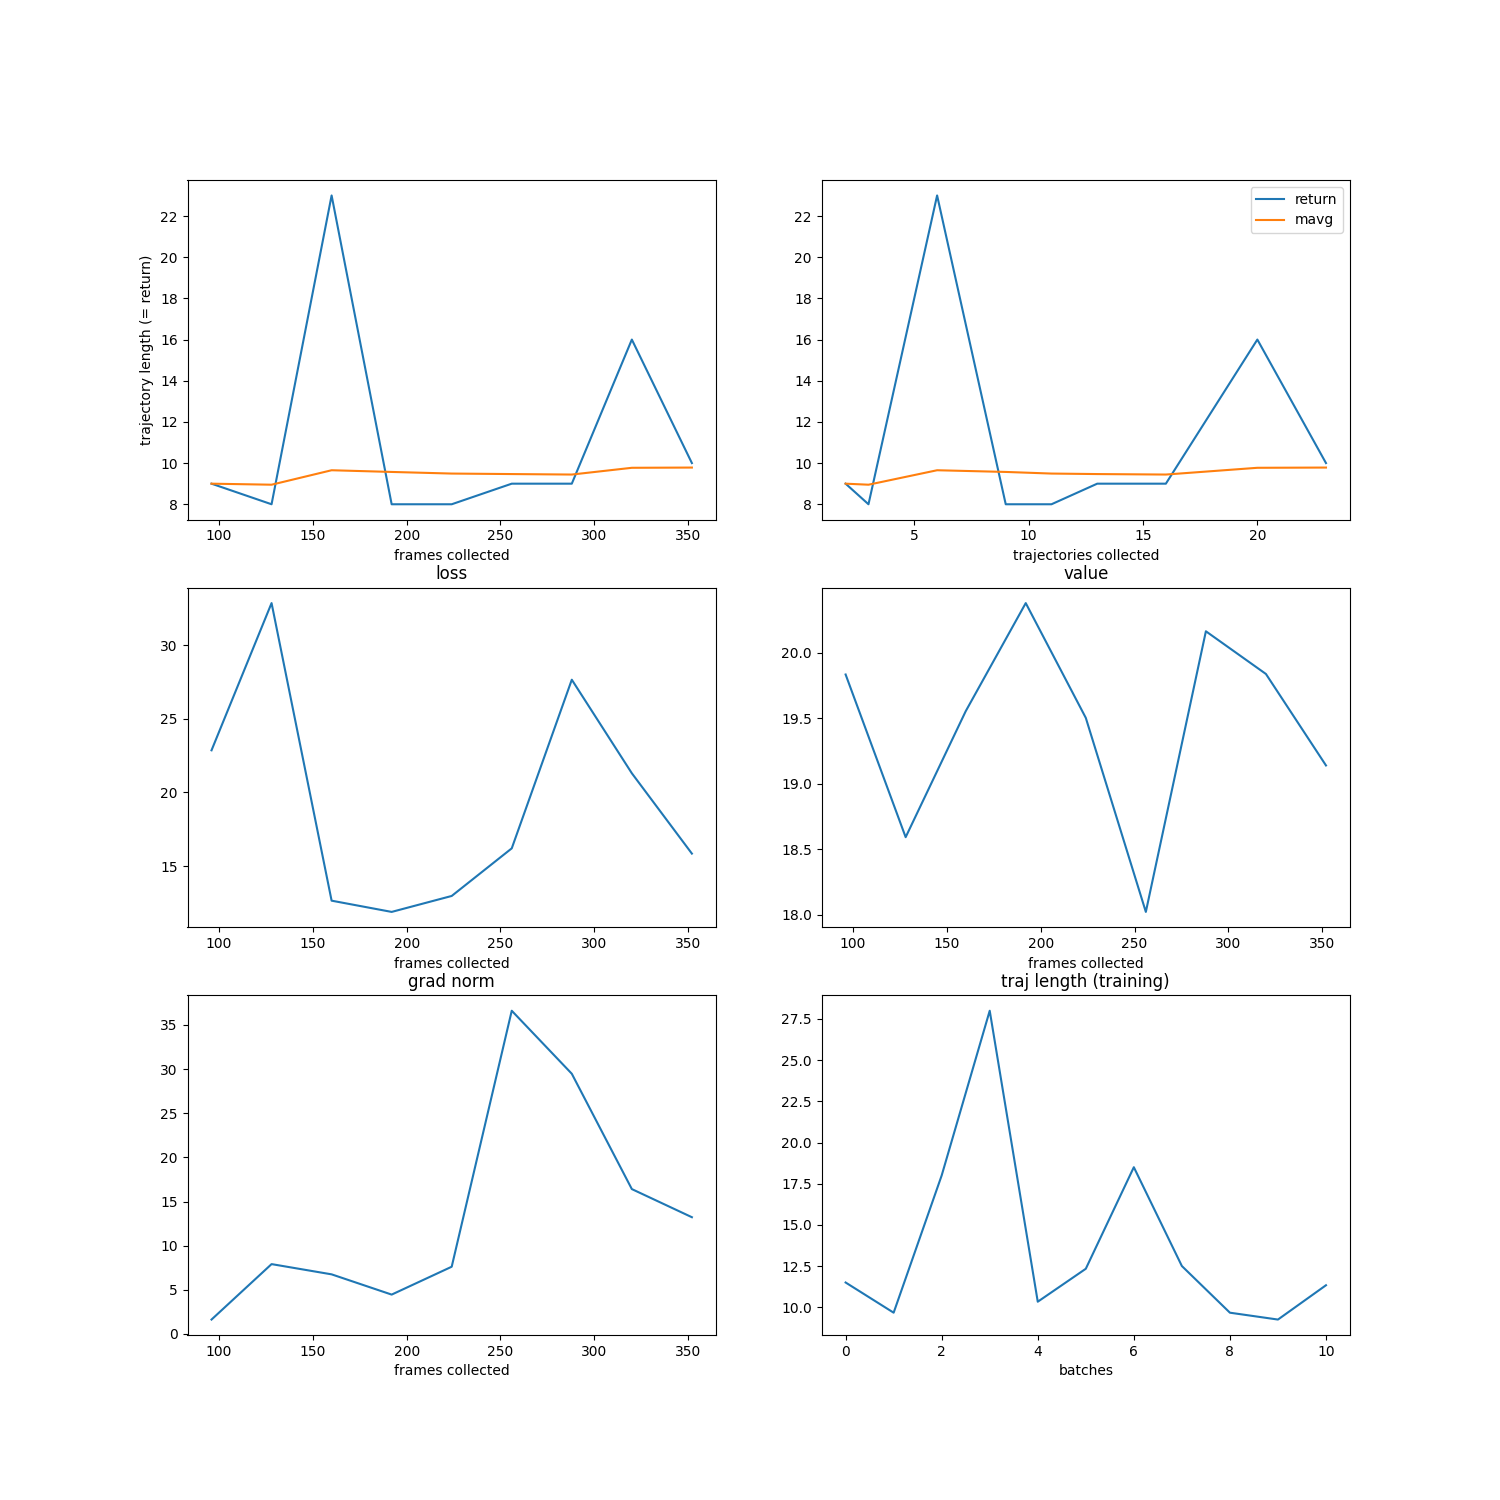 22
20
18
16
14
12
10
8
trajectory length (= return)
100 150 200 250 300 350
frames collected
return
mavg
22
20
18
16
14
12
10
8
5 10 15 20
trajectories collected
loss
30
25
20
15
100 150 200 250 300 350
frames collected
value
20.0
19.5
19.0
18.5
18.0
100 150 200 250 300 350
frames collected
grad norm
35
30
25
20
15
10
5
0
100 150 200 250 300 350
frames collected
traj length (training)
27.5
25.0
22.5
20.0
17.5
15.0
12.5
10.0
0 2 4 6 8 10
batches